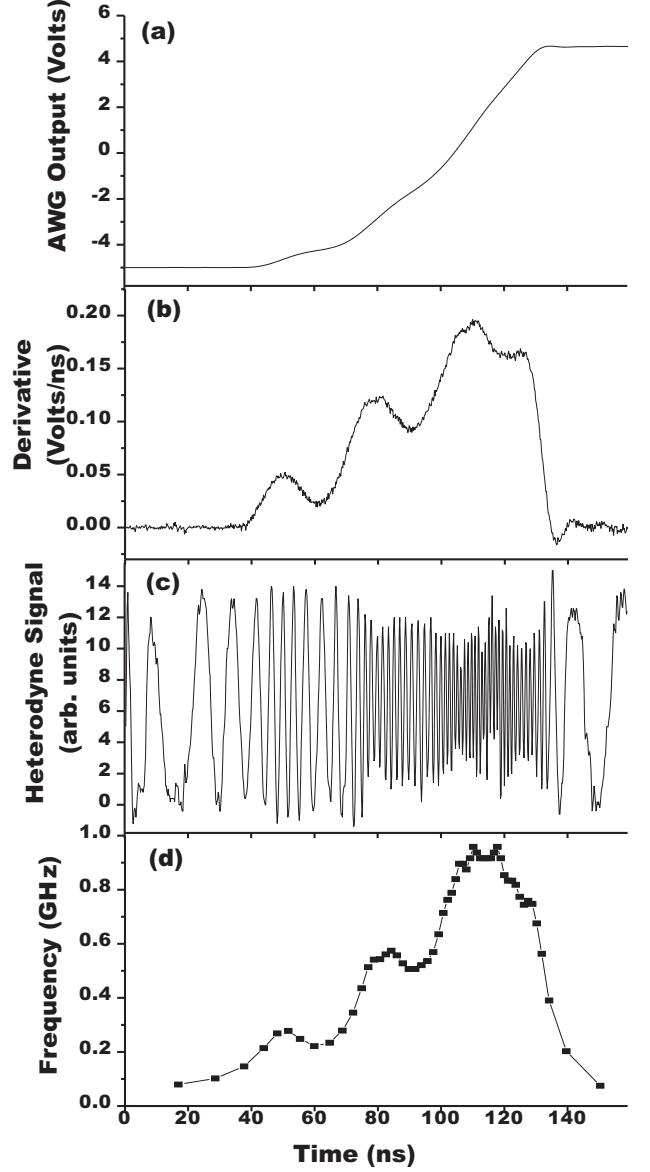 (a)
AWG Output (Volts)
6
4
2
0
-2
-4
(b)
Derivative
(Volts/ns)
0.20
0.15
0.10
0.05
0.00
(c)
Heterodyne Signal
(arb. units)
14
12
10
8
6
4
2
0
(d)
Frequency (GHz)
1.0
0.8
0.6
0.4
0.2
0.0
0 20 40 60 80 100 120 140
Time (ns)